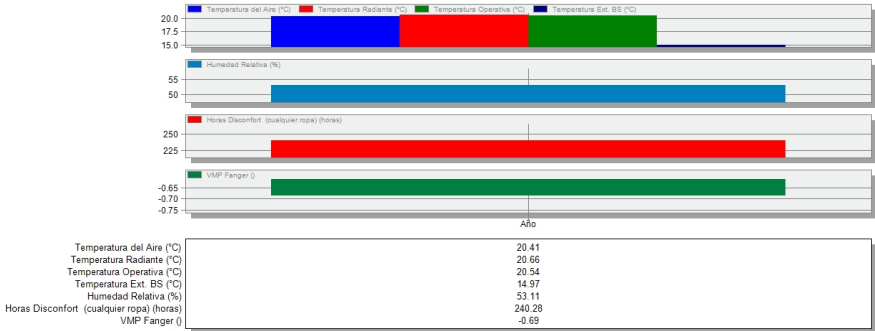 Temperatura del Aire (°C) Temperatura Radiante (°C) Temperatura Operativa (°C) Temperatura Ext. BS (°C)
20.0
17.5
15.0
Humedad Relativa (%)
55
50
Horas Disconfort (cualquier ropa) (horas)
250
225
VMP Fanger ()
-0.65
-0.70
-0.75
Año
Temperatura del Aire (°C) 20.41
Temperatura Radiante (°C) 20.66
Temperatura Operativa (°C) 20.54
Temperatura Ext. BS (°C) 14.97
Humedad Relativa (%) 53.11
Horas Disconfort (cualquier ropa) (horas) 240.28
VMP Fanger () -0.69